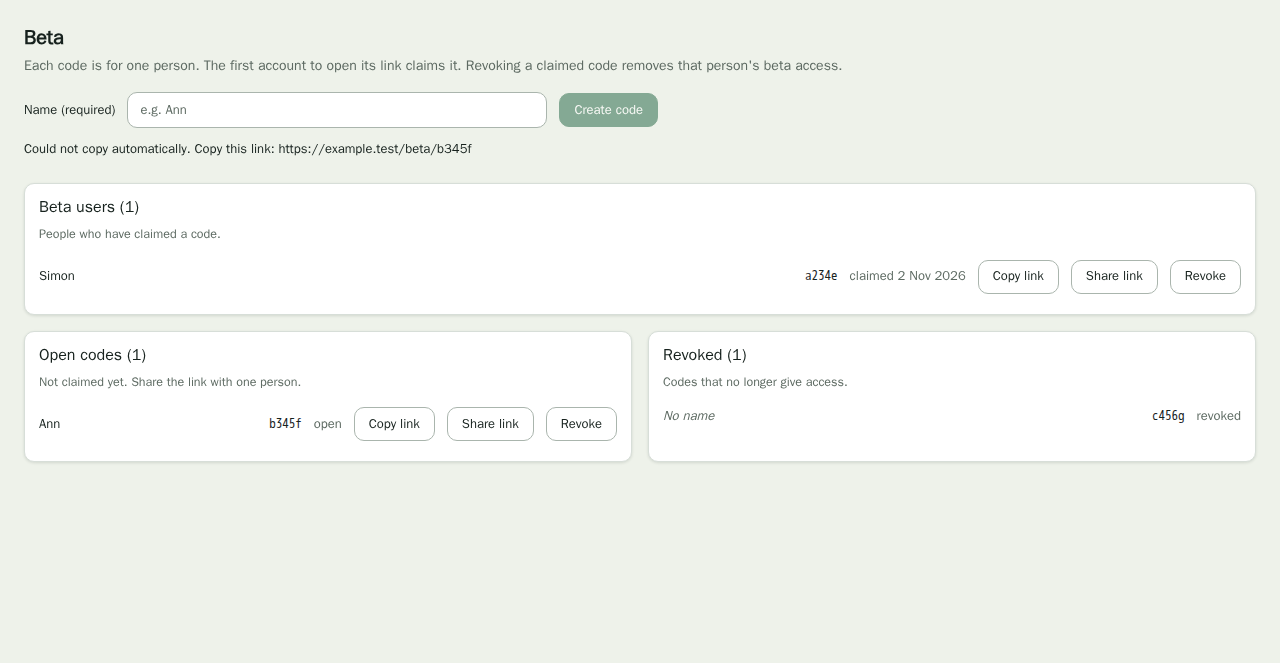 Beta
Each code is for one person. The first account to open its link claims it. Revoking a claimed code removes that person's beta access.
Name (required) e.g. Ann Create code
Could not copy automatically. Copy this link: https://example.test/beta/b345f
Beta users (1)
People who have claimed a code.
Simon a234e claimed 2 Nov 2026 Copy link Share link Revoke
Open codes (1)
Not claimed yet. Share the link with one person.
Ann b345f open Copy link Share link Revoke
Revoked (1)
Codes that no longer give access.
No name c456g revoked